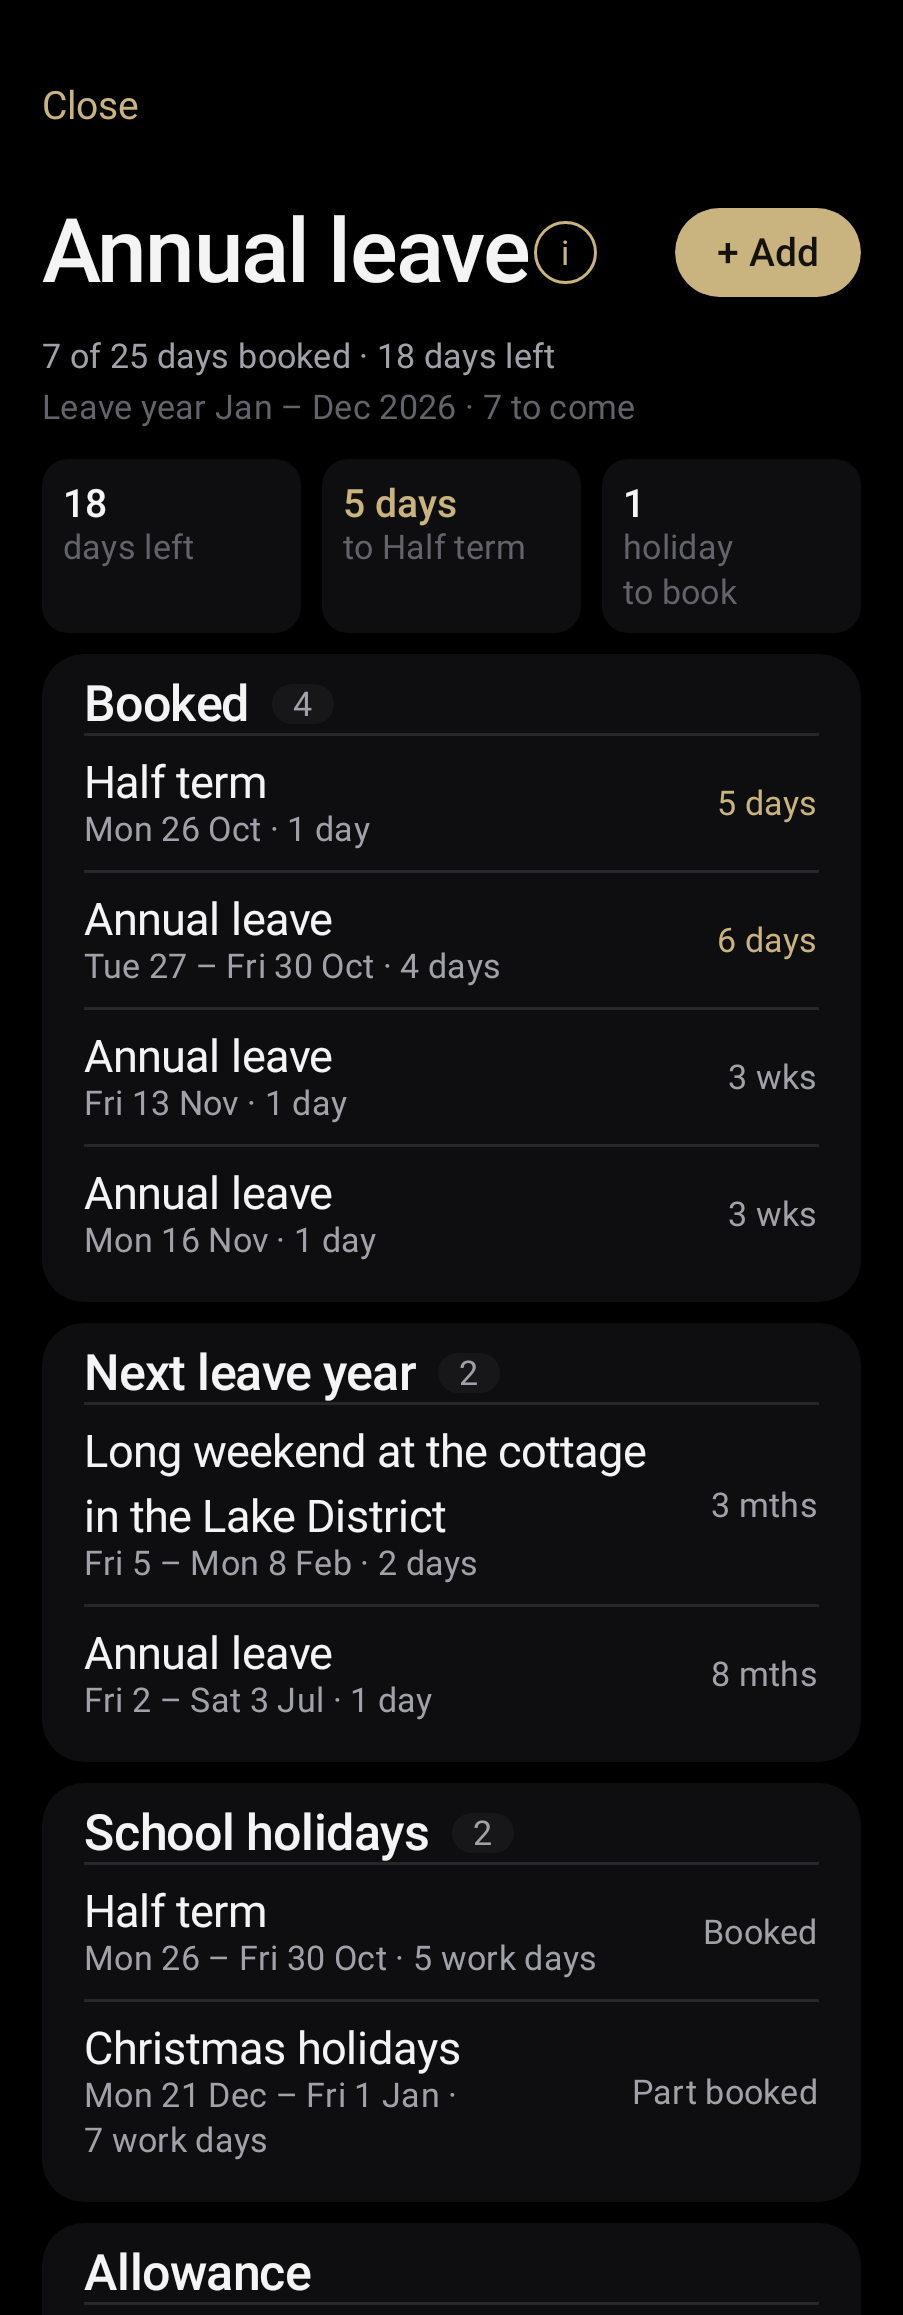 Close
Annual leave i + Add
7 of 25 days booked · 18 days left
Leave year Jan – Dec 2026 · 7 to come
18
days left
5 days
to Half term
1
holiday
to book
Booked 4
Half term
Mon 26 Oct · 1 day
5 days
Annual leave
Tue 27 – Fri 30 Oct · 4 days
6 days
Annual leave
Fri 13 Nov · 1 day
3 wks
Annual leave
Mon 16 Nov · 1 day
3 wks
Next leave year 2
Long weekend at the cottage
in the Lake District
Fri 5 – Mon 8 Feb · 2 days
3 mths
Annual leave
Fri 2 – Sat 3 Jul · 1 day
8 mths
School holidays 2
Half term
Mon 26 – Fri 30 Oct · 5 work days
Booked
Christmas holidays
Mon 21 Dec – Fri 1 Jan ·
7 work days
Part booked
Allowance